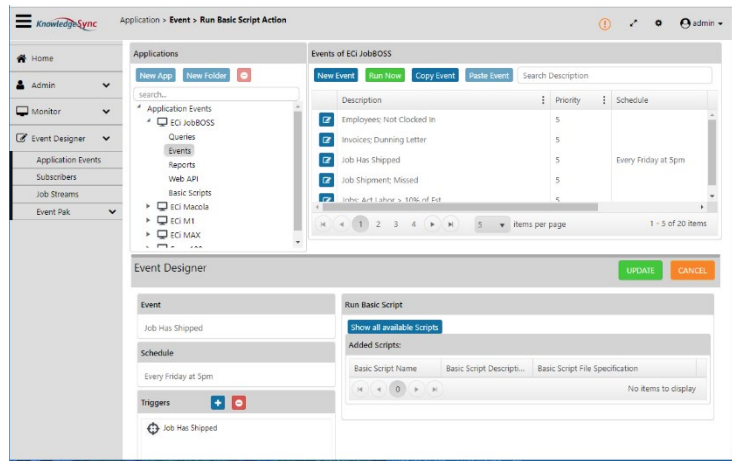 KnowledgeSync
Application > Event > Run Basic Script Action
admin
Home
Admin
Monitor
Event Designer
Application Events
Subscribers
Job Streams
Event Pak
Applications
New App New Folder
search...
Application Events
ECi JobBOSS
Queries
Events
Reports
Web API
Basic Scripts
ECi Macola
ECi M1
ECi MAX
Events of ECi JobBOSS
New Event Run Now Copy Event Paste Event Search Description
Description Priority Schedule
Employees; Not Clocked In 5
Invoices; Dunning Letter 5
Job Has Shipped 5 Every Friday at 5pm
Job Shipment; Missed 5
Jobs: Act Labor > 10% of Est 5
1 2 3 4 5 items per page 1 - 5 of 20 items
Event Designer
UPDATE CANCEL
Event
Job Has Shipped
Schedule
Every Friday at 5pm
Triggers
Job Has Shipped
Run Basic Script
Show all available Scripts
Added Scripts:
Basic Script Name Basic Script Descripti... Basic Script File Specification
0 No items to display